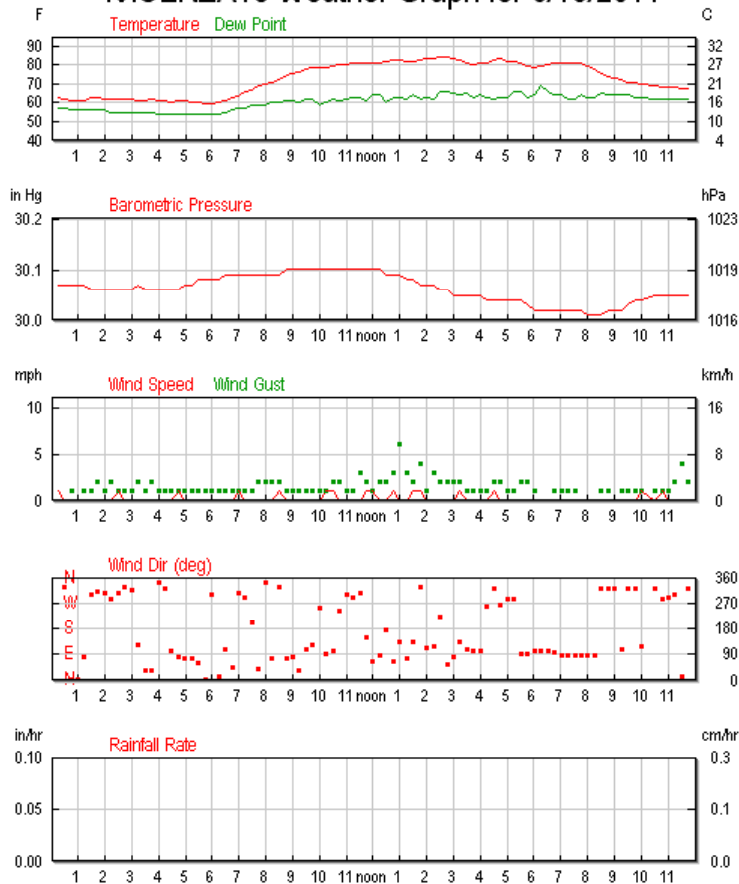 Weather Graph for
F Temperature Dew Point C
90 32
80 27
70 21
60 16
50 10
40 4
1 2 3 4 5 6 7 8 9 10 11 noon 1 2 3 4 5 6 7 8 9 10 11
in Hg Barometric Pressure hPa
30.2 1023
30.1 1019
30.0 1016
1 2 3 4 5 6 7 8 9 10 11 noon 1 2 3 4 5 6 7 8 9 10 11
mph Wind Speed Wind Gust km/h
10 16
5 8
0 0
1 2 3 4 5 6 7 8 9 10 11 noon 1 2 3 4 5 6 7 8 9 10 11
Wind Dir (deg)
N 360
W 270
S 180
E 90
N 0
1 2 3 4 5 6 7 8 9 10 11 noon 1 2 3 4 5 6 7 8 9 10 11
in/hr Rainfall Rate cm/hr
0.10 0.3
0.05 0.1
0.00 0.0
1 2 3 4 5 6 7 8 9 10 11 noon 1 2 3 4 5 6 7 8 9 10 11